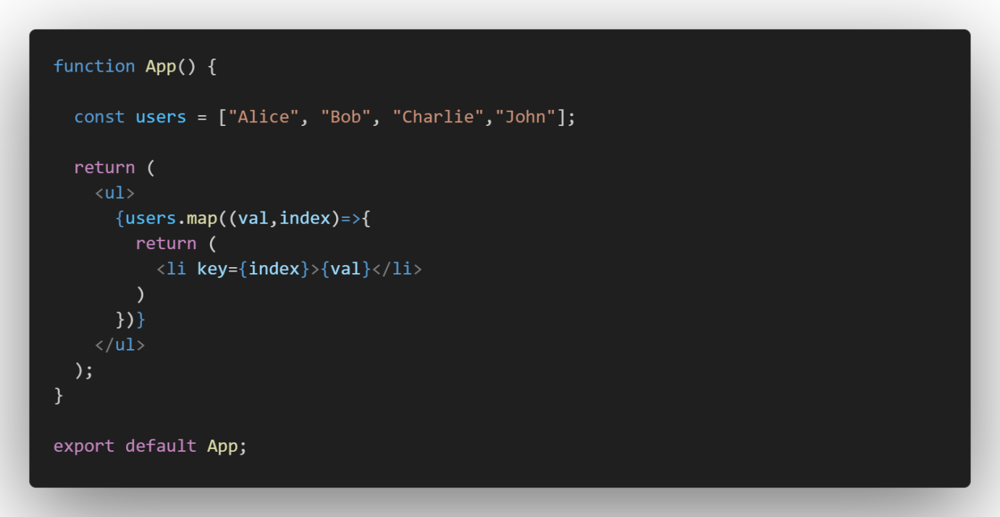 function App() {
const users = ["Alice", "Bob", "Charlie","John"];
return (
<ul>
{users.map((val,index)=>{
return (
<li key={index}>{val}</li>
)
})}
</ul>
);
}
export default App;